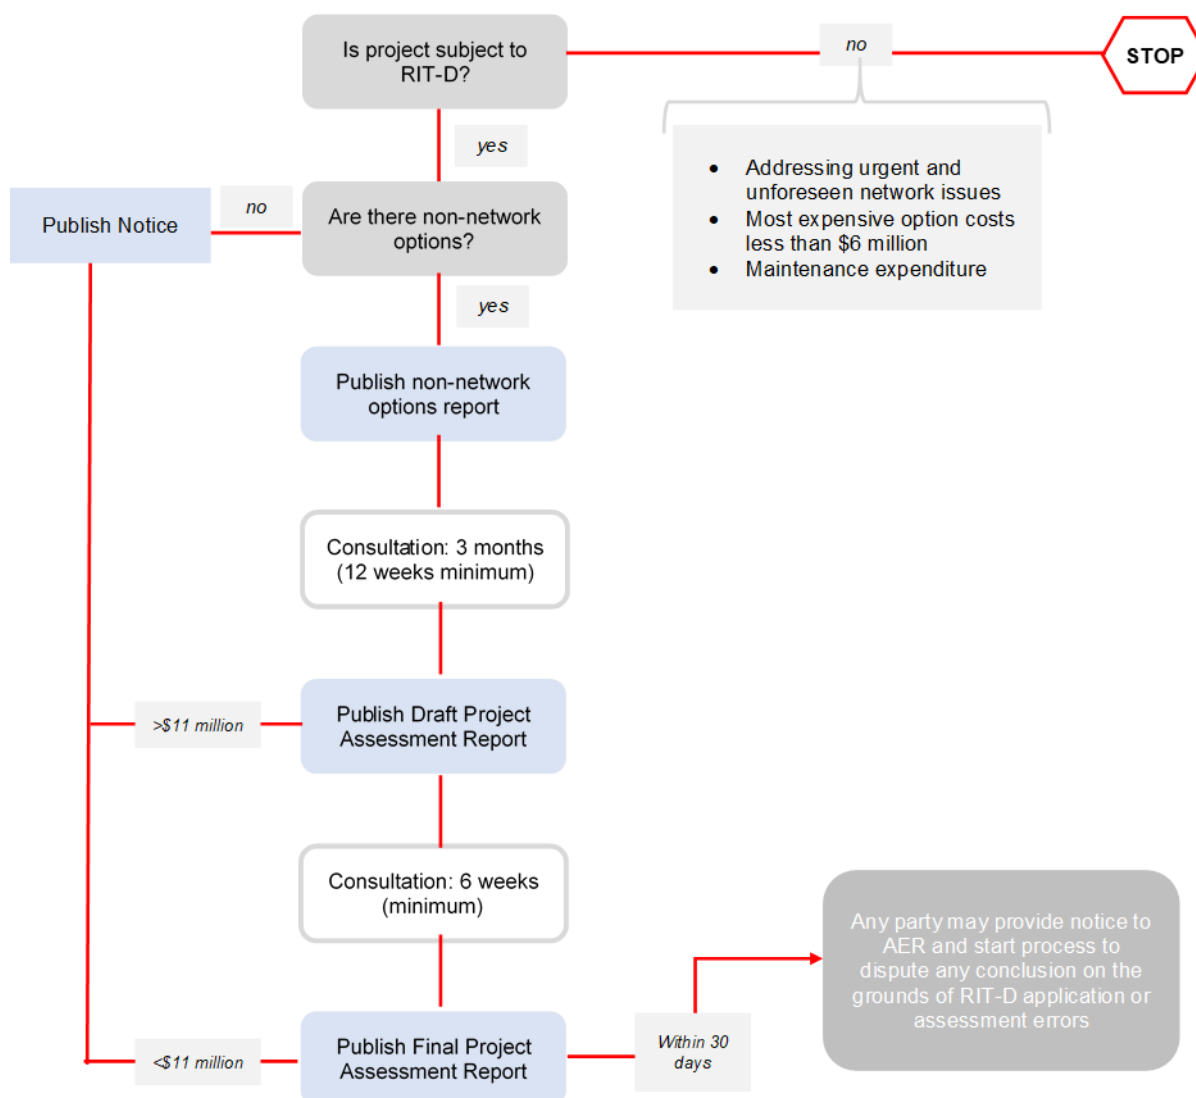 Is project subject to
RIT-D?
no
STOP
yes
• Addressing urgent and
unforeseen network issues
• Most expensive option costs
less than $6 million
• Maintenance expenditure
Publish Notice
no
Are there non-network
options?
yes
Publish non-network
options report
Consultation: 3 months
(12 weeks minimum)
>$11 million
Publish Draft Project
Assessment Report
Consultation: 6 weeks
(minimum)
Any party may provide notice to
AER and start process to
dispute any conclusion on the
grounds of RIT-D application or
assessment errors
<$11 million
Publish Final Project
Assessment Report
Within 30
days